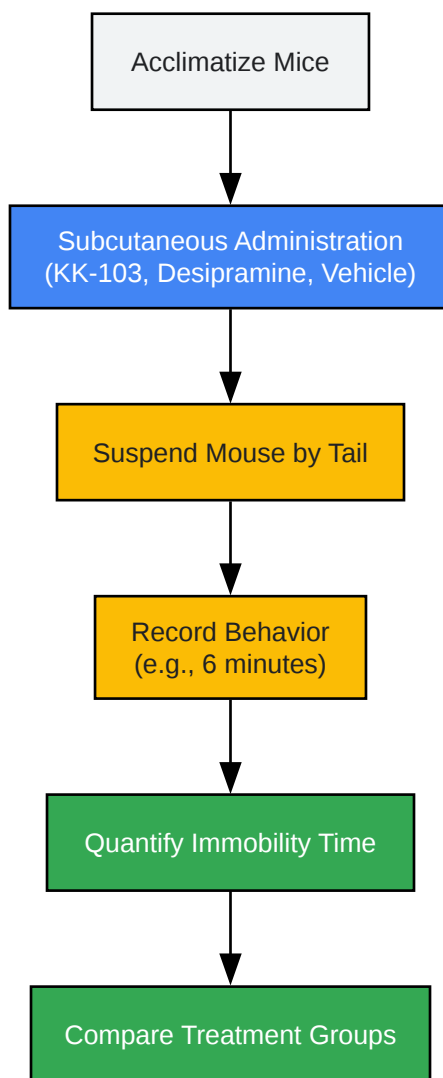 Acclimatize Mice
Subcutaneous Administration
(KK-103, Desipramine, Vehicle)
Suspend Mouse by Tail
Record Behavior
(e.g., 6 minutes)
Quantify Immobility Time
Compare Treatment Groups